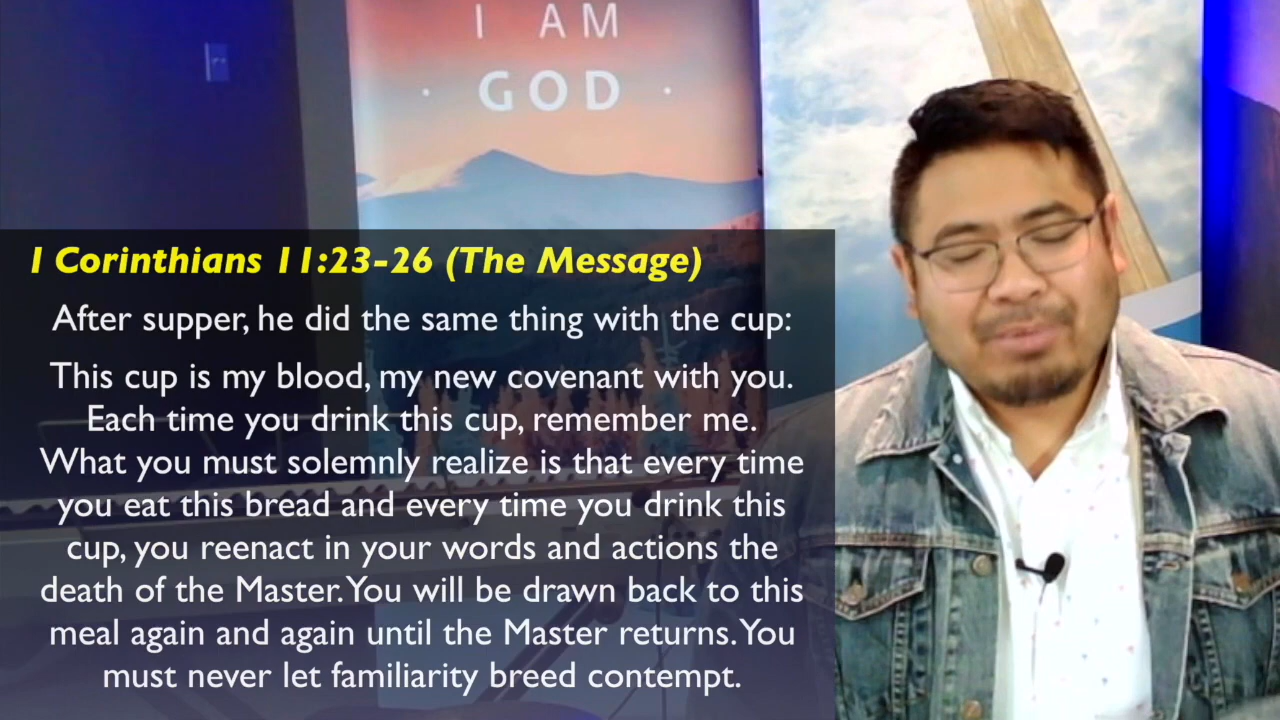 I AM
· GOD ·
1 Corinthians 11:23-26 (The Message)
After supper, he did the same thing with the cup:
This cup is my blood, my new covenant with you.
Each time you drink this cup, remember me.
What you must solemnly realize is that every time
you eat this bread and every time you drink this
cup, you reenact in your words and actions the
death of the Master. You will be drawn back to this
meal again and again until the Master returns. You
must never let familiarity breed contempt.